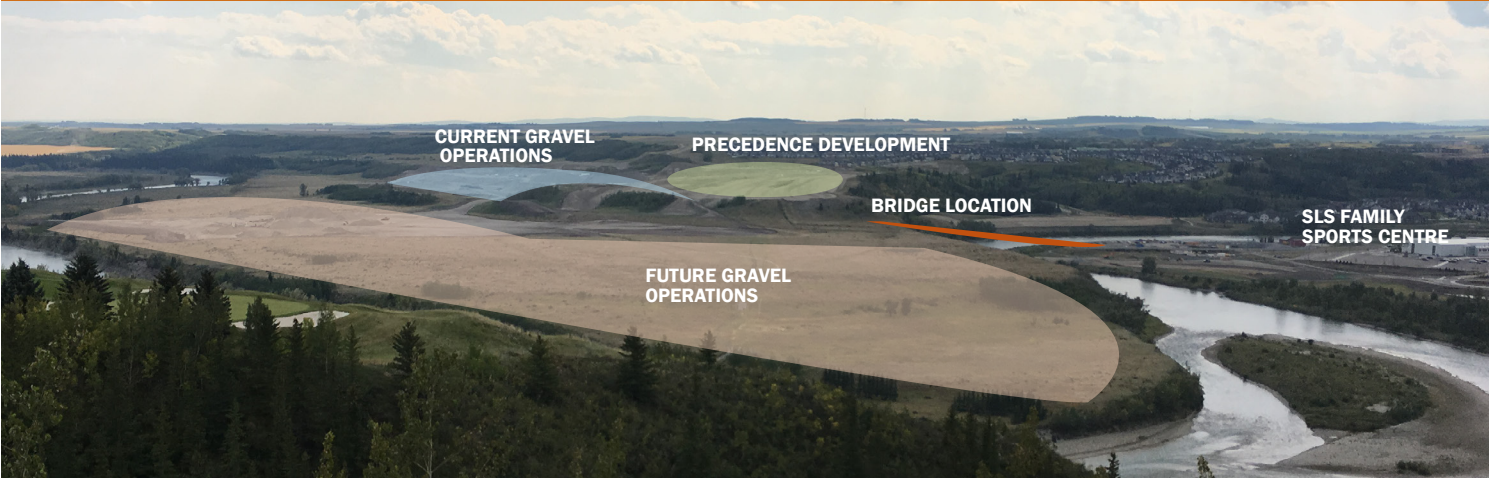 CURRENT GRAVEL
OPERATIONS
PRECEDENCE DEVELOPMENT
BRIDGE LOCATION
SLS FAMILY
SPORTS CENTRE
FUTURE GRAVEL
OPERATIONS